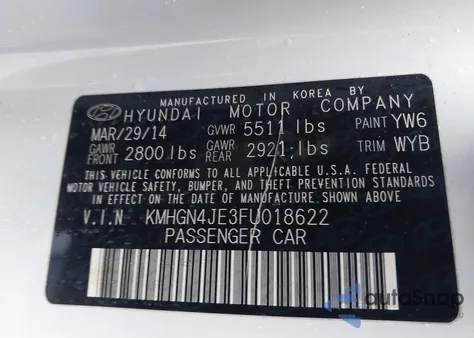 MANUFACTURED IN KOREA BY
HYUNDAI MOTOR COMPANY
MAR/29/14 GVWR 5511 lbs PAINT YW6
GAWR FRONT 2800 lbs GAWR REAR 2921 lbs TRIM WYB
THIS VEHICLE CONFORMS TO ALL APPLICABLE U.S.A. FEDERAL
MOTOR VEHICLE SAFETY, BUMPER, AND THEFT PREVENTION
STANDARDS IN EFFECT ON THE DATE OF MANUFACTURE SHOWN ABOVE.
V.I.N KMHGN4JE3FU018622
PASSENGER CAR
autoSnap